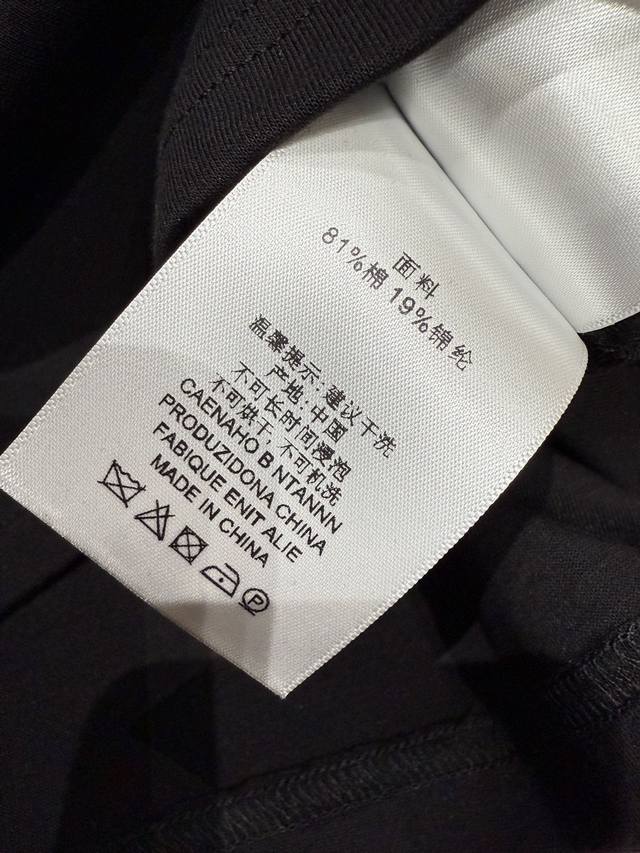 面料
81%棉 19%锦纶
温馨提示: 建议干洗
产地: 中国
不可长时间浸泡
不可烘干, 不可机洗
CAENAHO B NTANNN
PRODUZIDONA CHINA
FABIQUE ENIT ALIE
MADE IN CHINA
P